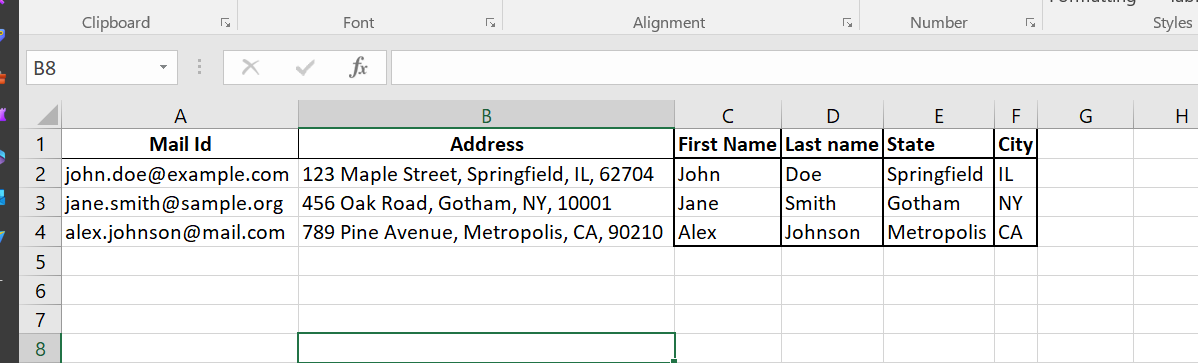 Clipboard Font Alignment Number Styles
B8 fx
A B C D E F G H
1 Mail Id Address First Name Last name State City
2 john.doe@example.com 123 Maple Street, Springfield, IL, 62704 John Doe Springfield IL
3 jane.smith@sample.org 456 Oak Road, Gotham, NY, 10001 Jane Smith Gotham NY
4 alex.johnson@mail.com 789 Pine Avenue, Metropolis, CA, 90210 Alex Johnson Metropolis CA
5
6
7
8